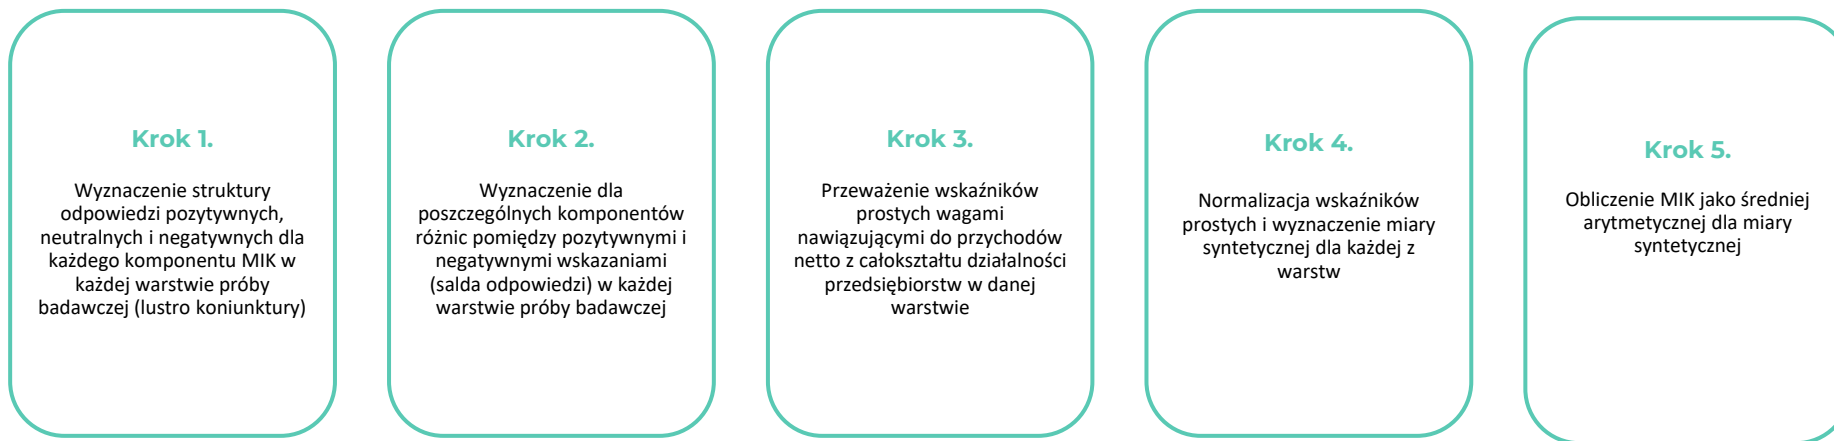 Krok 1.
Wyznaczenie struktury
odpowiedzi pozytywnych,
neutralnych i negatywnych dla
każdego komponentu MIK w
każdej warstwie próby
badawczej (lustro koniunktury)
Krok 2.
Wyznaczenie dla
poszczególnych komponentów
różnic pomiędzy pozytywnymi i
negatywnymi wskazaniami
(salda odpowiedzi) w każdej
warstwie próby badawczej
Krok 3.
Przeważenie wskaźników
prostych wagami
nawiązującymi do przychodów
netto z całokształtu działalności
przedsiębiorstw w danej
warstwie
Krok 4.
Normalizacja wskaźników
prostych i wyznaczenie miary
syntetycznej dla każdej z
warstw
Krok 5.
Obliczenie MIK jako średniej
arytmetycznej dla miary
syntetycznej